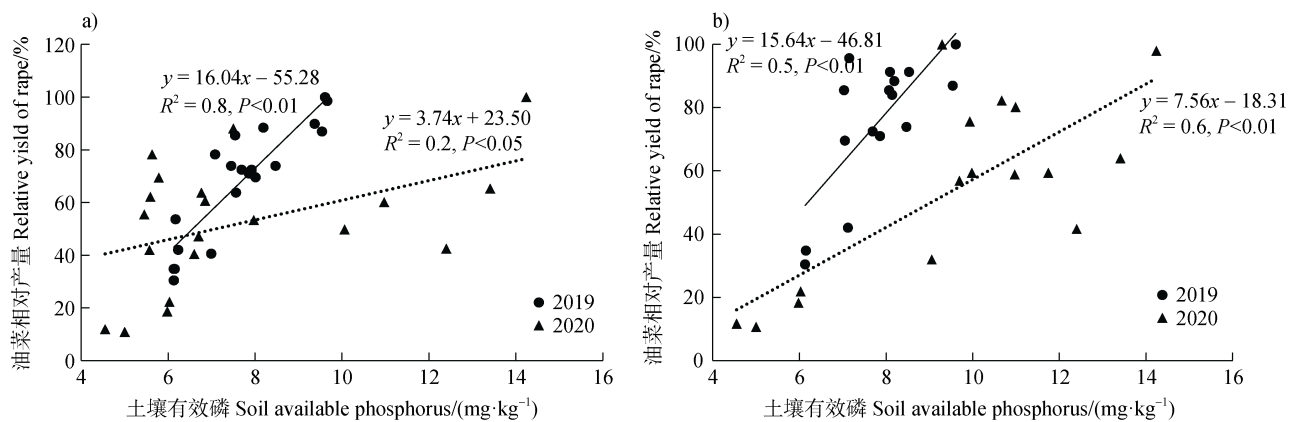 a)
油菜相对产量 Relative yisld of rape/%
120
100
80
60
40
20
0
y = 16.04x − 55.28
R² = 0.8, P<0.01
y = 3.74x + 23.50
R² = 0.2, P<0.05
2019
2020
4 6 8 10 12 14 16
土壤有效磷 Soil available phosphorus/(mg·kg⁻¹)
b)
油菜相对产量 Relative yield of rape/%
100
80
60
40
20
0
y = 15.64x − 46.81
R² = 0.5, P<0.01
y = 7.56x − 18.31
R² = 0.6, P<0.01
2019
2020
4 6 8 10 12 14 16
土壤有效磷 Soil available phosphorus/(mg·kg⁻¹)